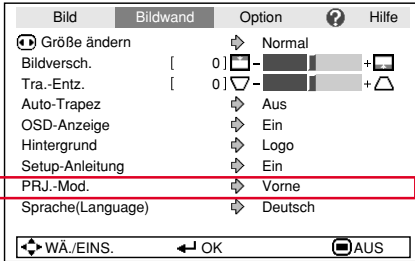 Bild Bildwand Option ? Hilfe
Größe ändern Normal
Bildversch. [ 0 ] - +
Tra.-Entz. [ 0 ] - +
Auto-Trapez Aus
OSD-Anzeige Ein
Hintergrund Logo
Setup-Anleitung Ein
PRJ.-Mod. Vorne
Sprache(Language) Deutsch
WÄ./EINS. OK AUS